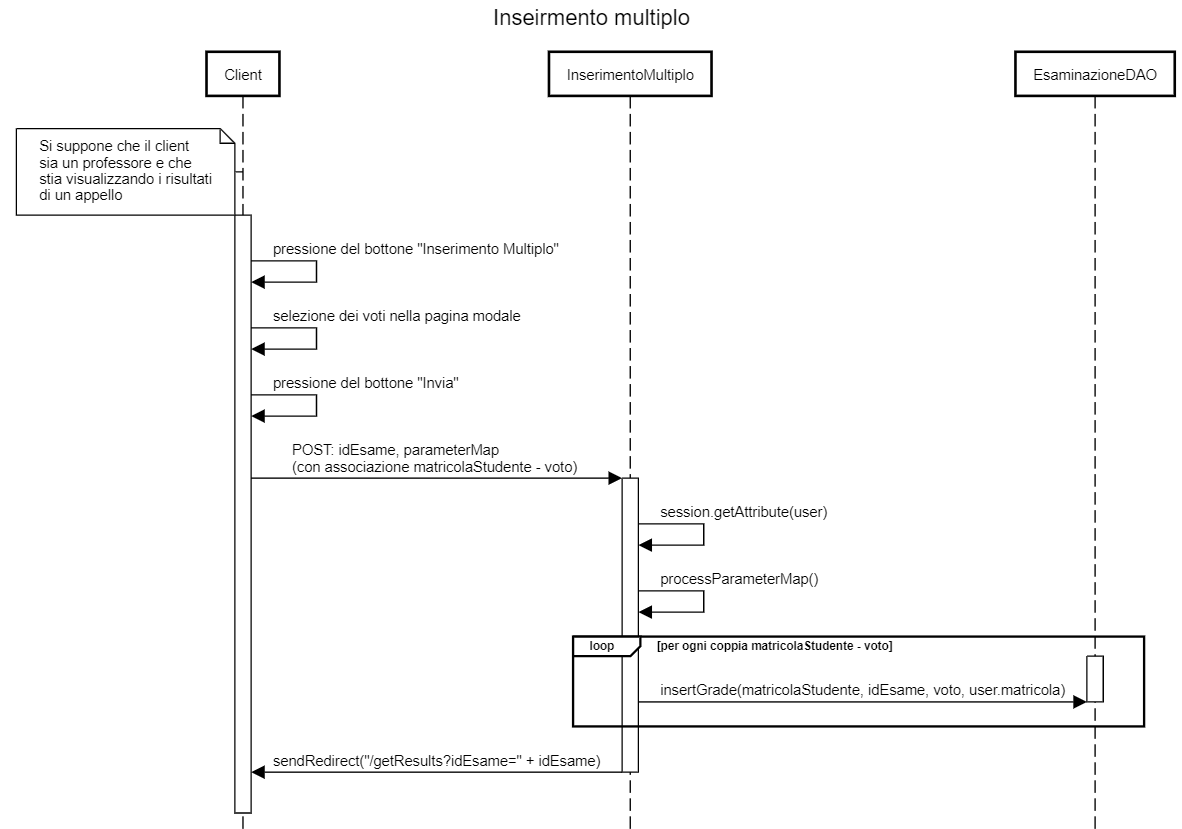 Inseirmento multiplo
Client
InserimentoMultiplo
EsaminazioneDAO
Si suppone che il client
sia un professore e che
stia visualizzando i risultati
di un appello
pressione del bottone "Inserimento Multiplo"
selezione dei voti nella pagina modale
pressione del bottone "Invia"
POST: idEsame, parameterMap
(con associazione matricolaStudente - voto)
session.getAttribute(user)
processParameterMap()
loop
[per ogni coppia matricolaStudente - voto]
insertGrade(matricolaStudente, idEsame, voto, user.matricola)
sendRedirect("/getResults?idEsame=" + idEsame)